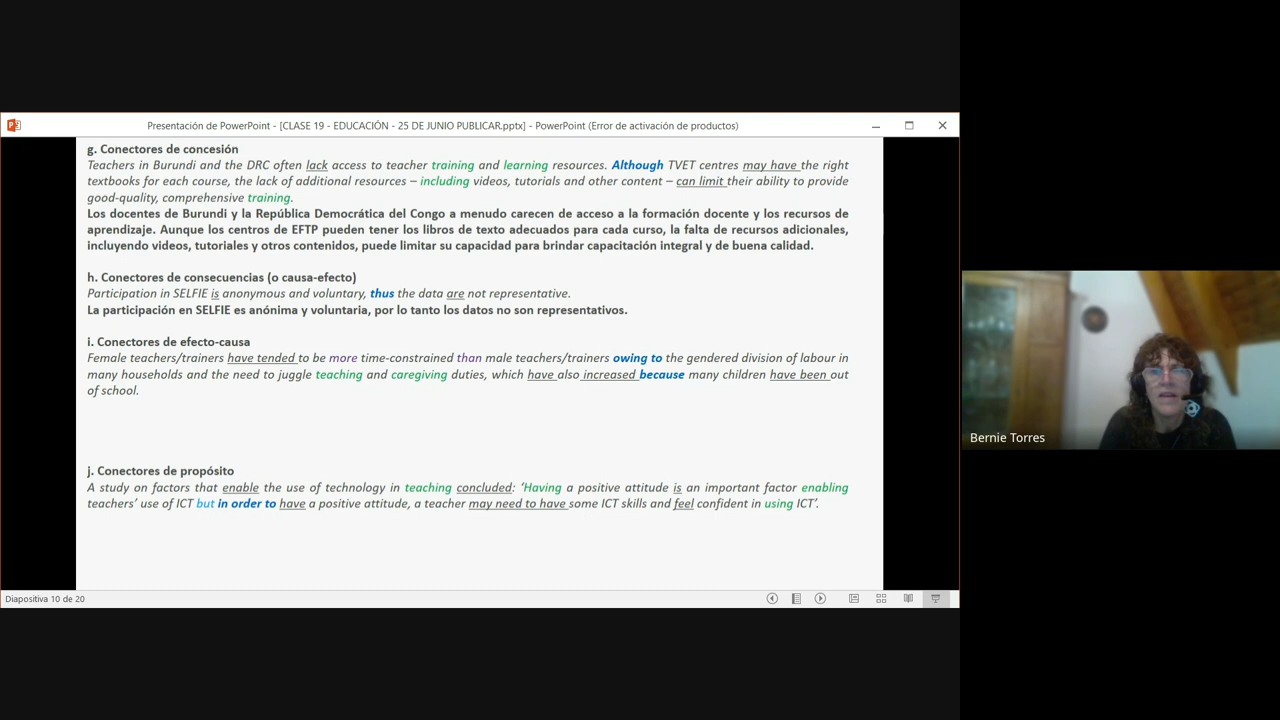 Presentación de PowerPoint - [CLASE 19 - EDUCACIÓN - 25 DE JUNIO PUBLICAR.pptx] - PowerPoint (Error de activación de productos)
g. Conectores de concesión
Teachers in Burundi and the DRC often lack access to teacher training and learning resources. Although TVET centres may have the right
textbooks for each course, the lack of additional resources – including videos, tutorials and other content – can limit their ability to provide
good-quality, comprehensive training.
Los docentes de Burundi y la República Democrática del Congo a menudo carecen de acceso a la formación docente y los recursos de
aprendizaje. Aunque los centros de EFTP pueden tener los libros de texto adecuados para cada curso, la falta de recursos adicionales,
incluyendo videos, tutoriales y otros contenidos, puede limitar su capacidad para brindar capacitación integral y de buena calidad.
h. Conectores de consecuencias (o causa-efecto)
Participation in SELFIE is anonymous and voluntary, thus the data are not representative.
La participación en SELFIE es anónima y voluntaria, por lo tanto los datos no son representativos.
i. Conectores de efecto-causa
Female teachers/trainers have tended to be more time-constrained than male teachers/trainers owing to the gendered division of labour in
many households and the need to juggle teaching and caregiving duties, which have also increased because many children have been out
of school.
j. Conectores de propósito
A study on factors that enable the use of technology in teaching concluded: ‘Having a positive attitude is an important factor enabling
teachers’ use of ICT but in order to have a positive attitude, a teacher may need to have some ICT skills and feel confident in using ICT’.
Diapositiva 10 de 20
Bernie Torres